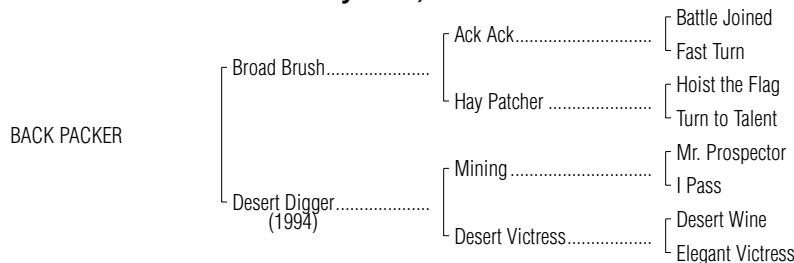 Ack Ack
Battle Joined
Fast Turn
Broad Brush
Hay Patcher
Hoist the Flag
Turn to Talent
BACK PACKER
Mining
Mr. Prospector
I Pass
Desert Digger
(1994)
Desert Victress
Desert Wine
Elegant Victress